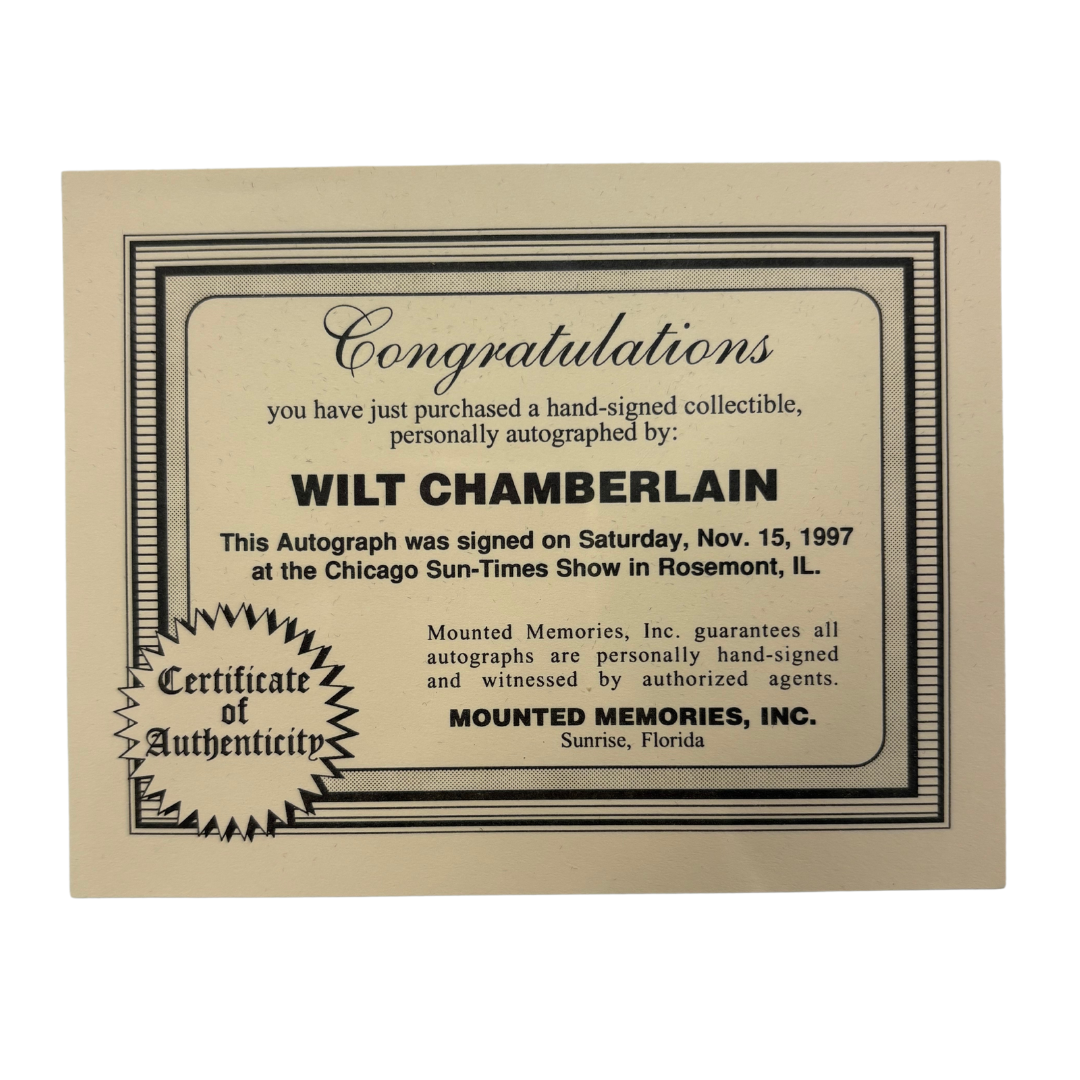 Congratulations
you have just purchased a hand-signed collectible,
personally autographed by:
WILT CHAMBERLAIN
This Autograph was signed on Saturday, Nov. 15, 1997
at the Chicago Sun-Times Show in Rosemont, IL.
Mounted Memories, Inc. guarantees all
autographs are personally hand-signed
and witnessed by authorized agents.
MOUNTED MEMORIES, INC.
Sunrise, Florida
Certificate
of
Authenticity